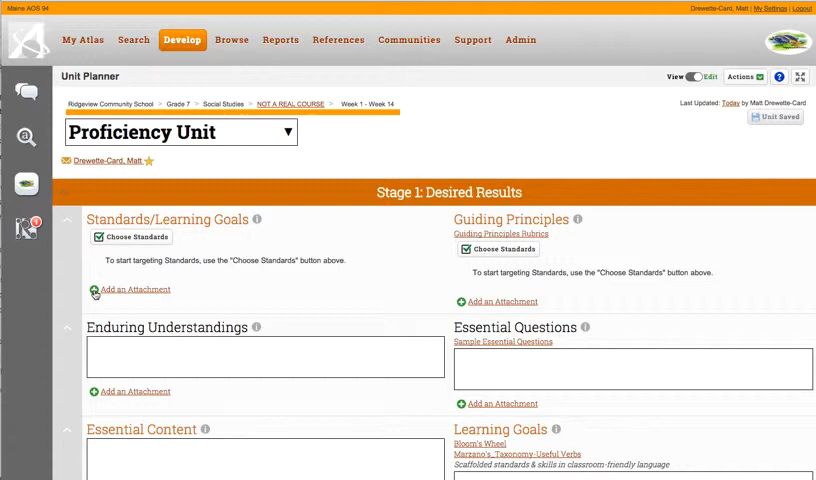 Maine AOS 94
Drewette-Card, Matt | My Settings | Logout
My Atlas Search Develop Browse Reports References Communities Support Admin
Unit Planner
View Edit Actions ?
Ridgeview Community School > Grade 7 > Social Studies > NOT A REAL COURSE > Week 1 - Week 14
Last Updated: Today by Matt Drewette-Card
Unit Saved
Proficiency Unit
Drewette-Card, Matt
a
1
Stage 1: Desired Results
Standards/Learning Goals
Choose Standards
To start targeting Standards, use the "Choose Standards" button above.
Add an Attachment
Guiding Principles
Guiding Principles Rubrics
Choose Standards
To start targeting Standards, use the "Choose Standards" button above.
Add an Attachment
Enduring Understandings
Add an Attachment
Essential Questions
Sample Essential Questions
Add an Attachment
Essential Content
Learning Goals
Bloom's Wheel
Marzano's_Taxonomy-Useful Verbs
Scaffolded standards & skills in classroom-friendly language